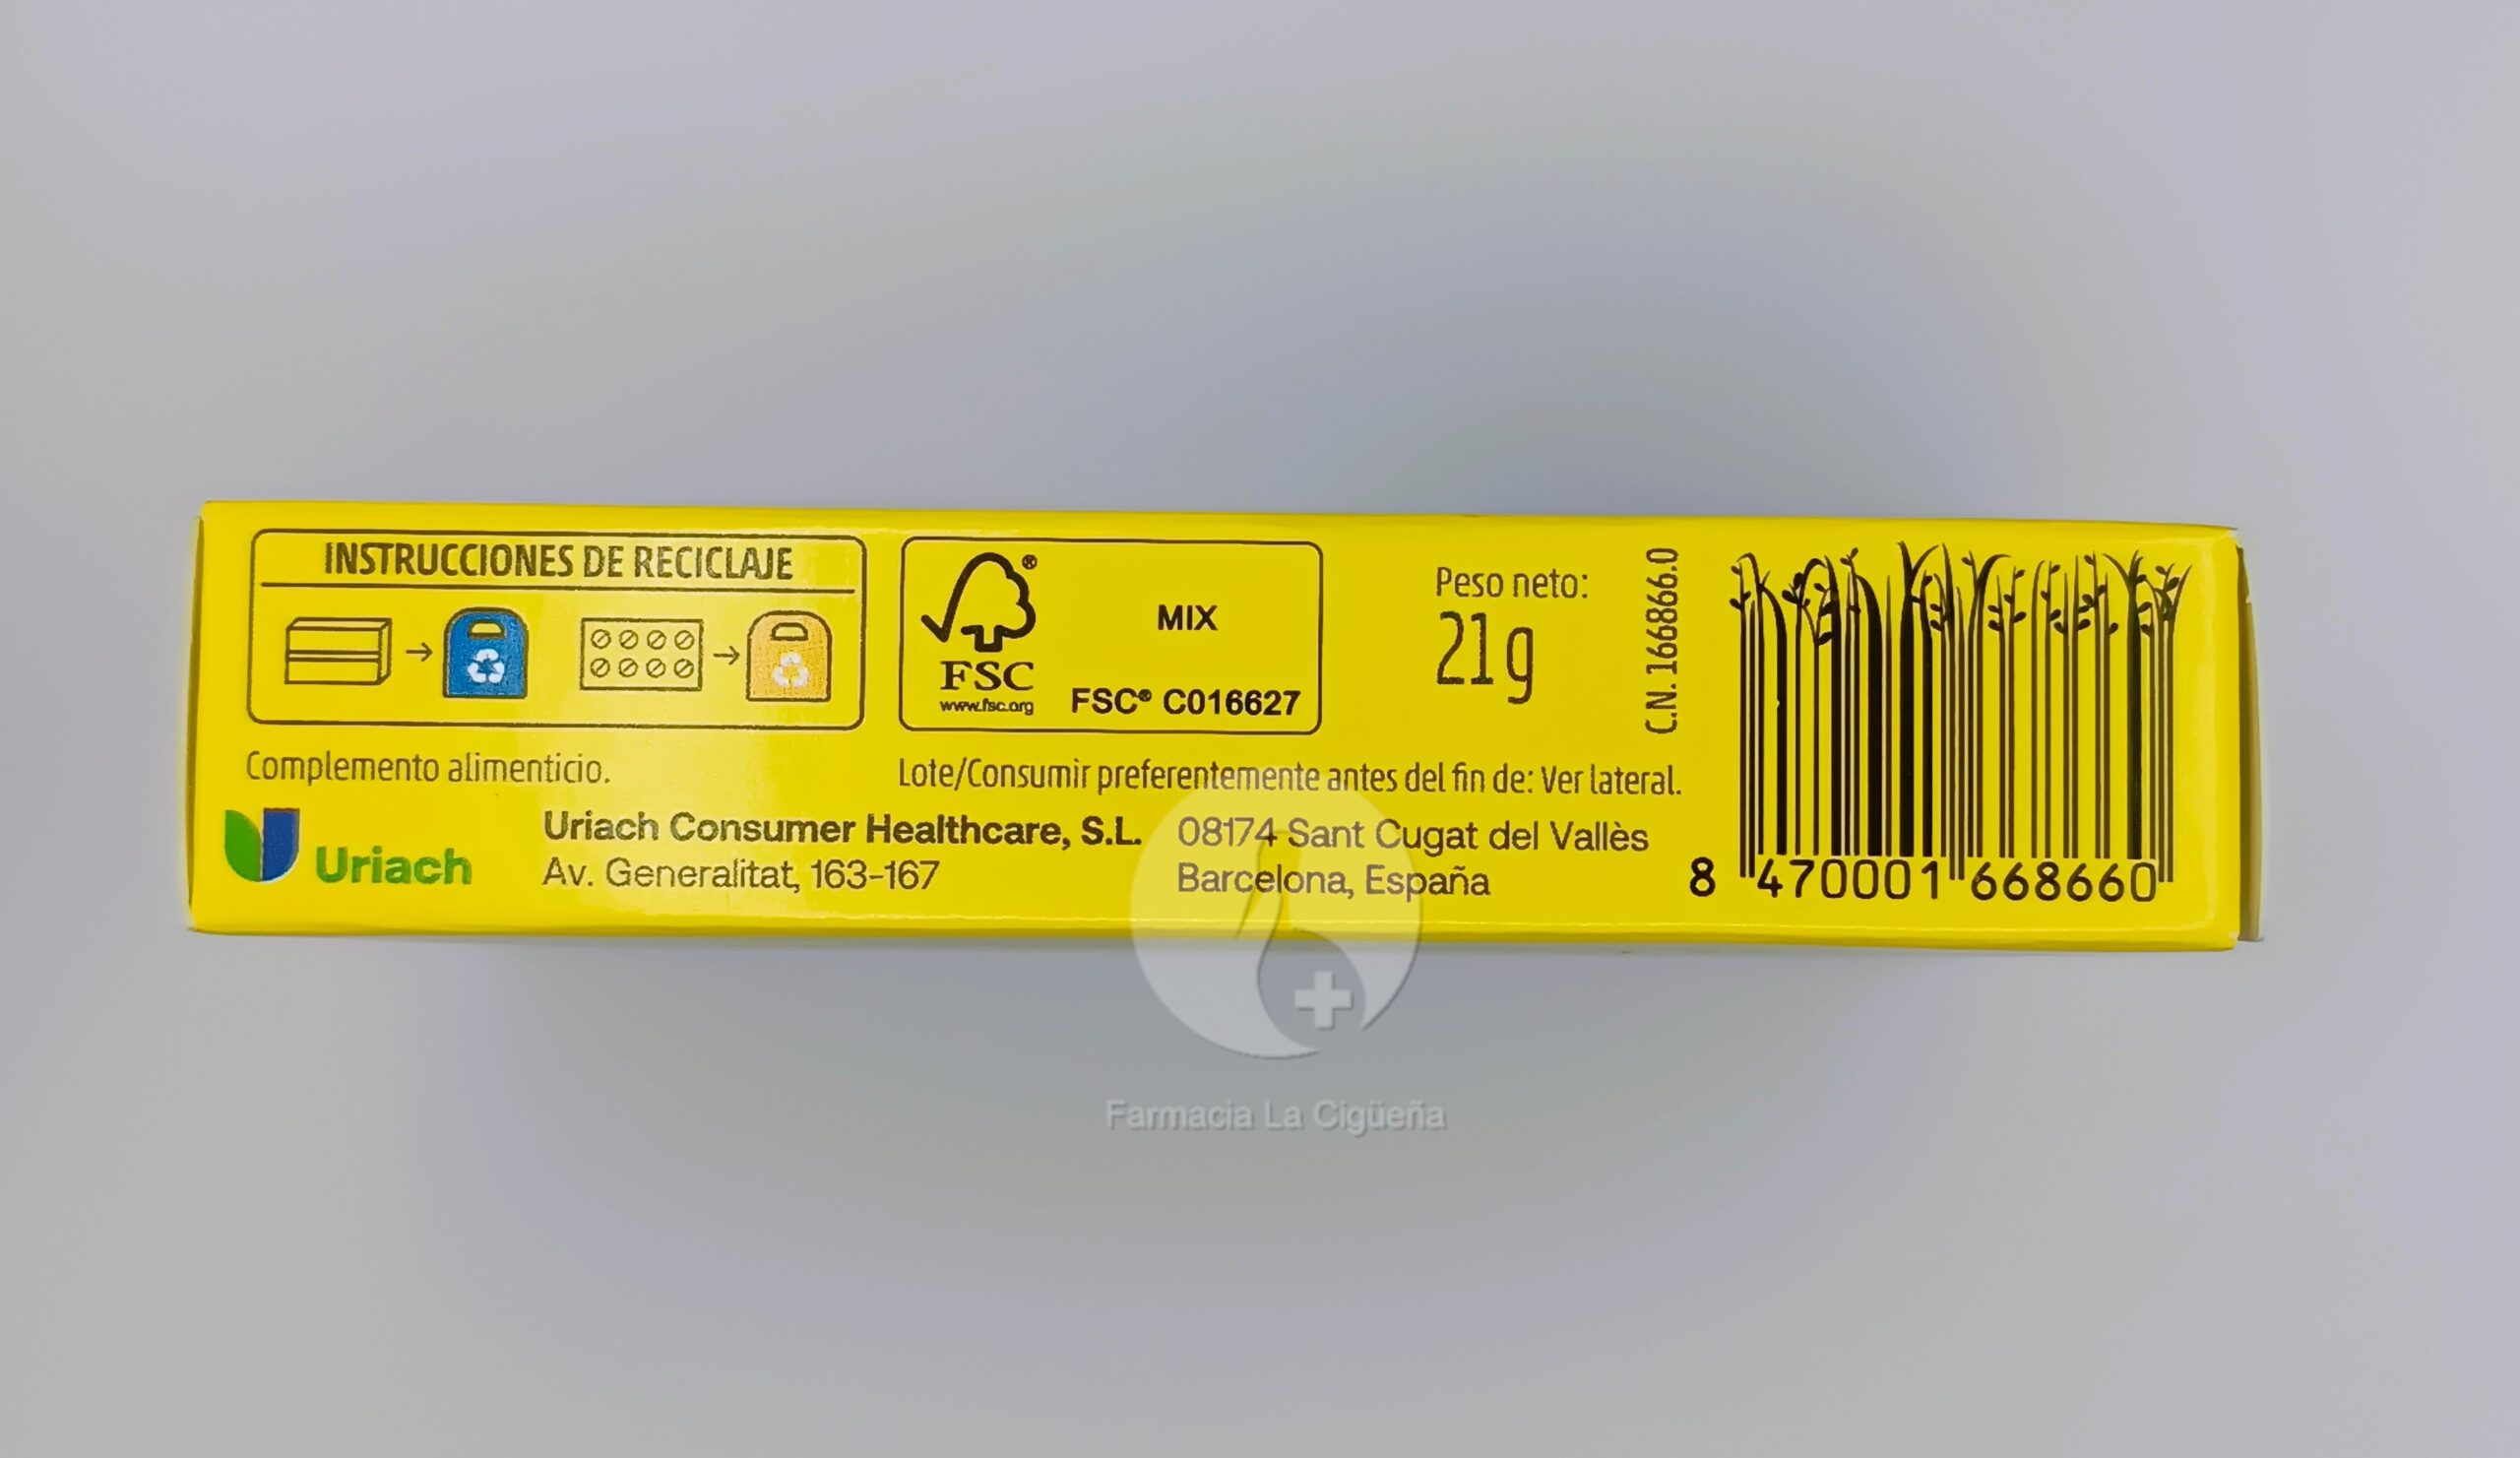 INSTRUCCIONES DE RECICLAJE
FSC
www.fsc.org
®
MIX
FSC® C016627
Peso neto:
21g
C.N. 166866.0
Complemento alimenticio.
Lote/Consumir preferentemente antes del fin de: Ver lateral.
Uriach
Uriach Consumer Healthcare, S.L.
Av. Generalitat, 163-167
08174 Sant Cugat del Vallès
Barcelona, España
8 470001 668660
Farmacia La Cigüeña